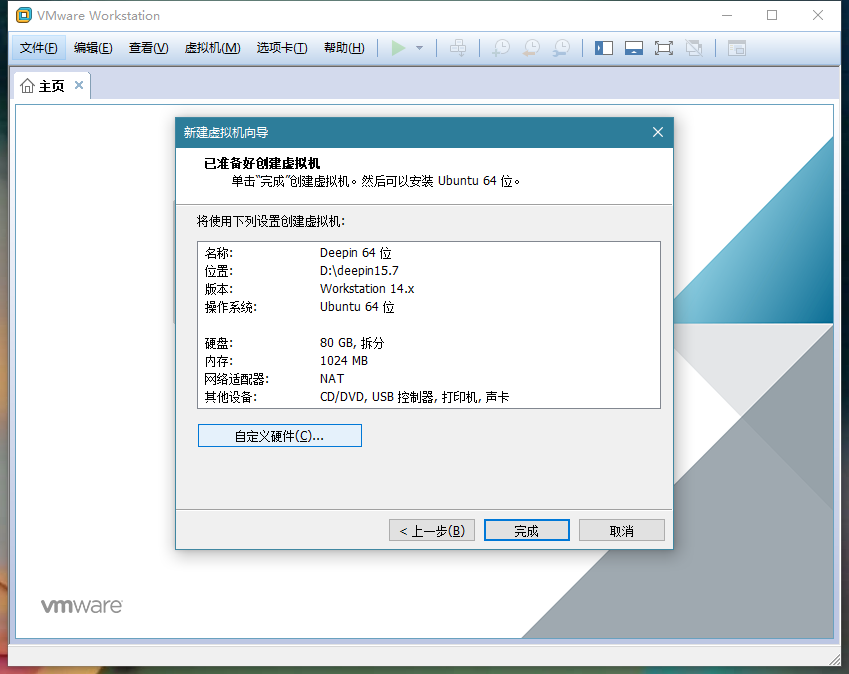 VMware Workstation
文件(F) 编辑(E) 查看(V) 虚拟机(M) 选项卡(T) 帮助(H)
主页
新建虚拟机向导
已准备好创建虚拟机
单击“完成”创建虚拟机。然后可以安装 Ubuntu 64 位。
将使用下列设置创建虚拟机:
名称: Deepin 64 位
位置: D:\deepin15.7
版本: Workstation 14.x
操作系统: Ubuntu 64 位
硬盘: 80 GB, 拆分
内存: 1024 MB
网络适配器: NAT
其他设备: CD/DVD, USB 控制器, 打印机, 声卡
自定义硬件(C)...
< 上一步(B) 完成 取消
vmware